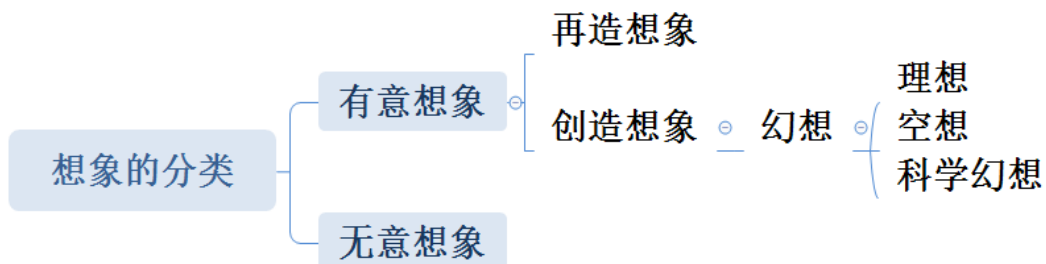 想象的分类
有意想象
再造想象
创造想象
幻想
理想
空想
科学幻想
无意想象